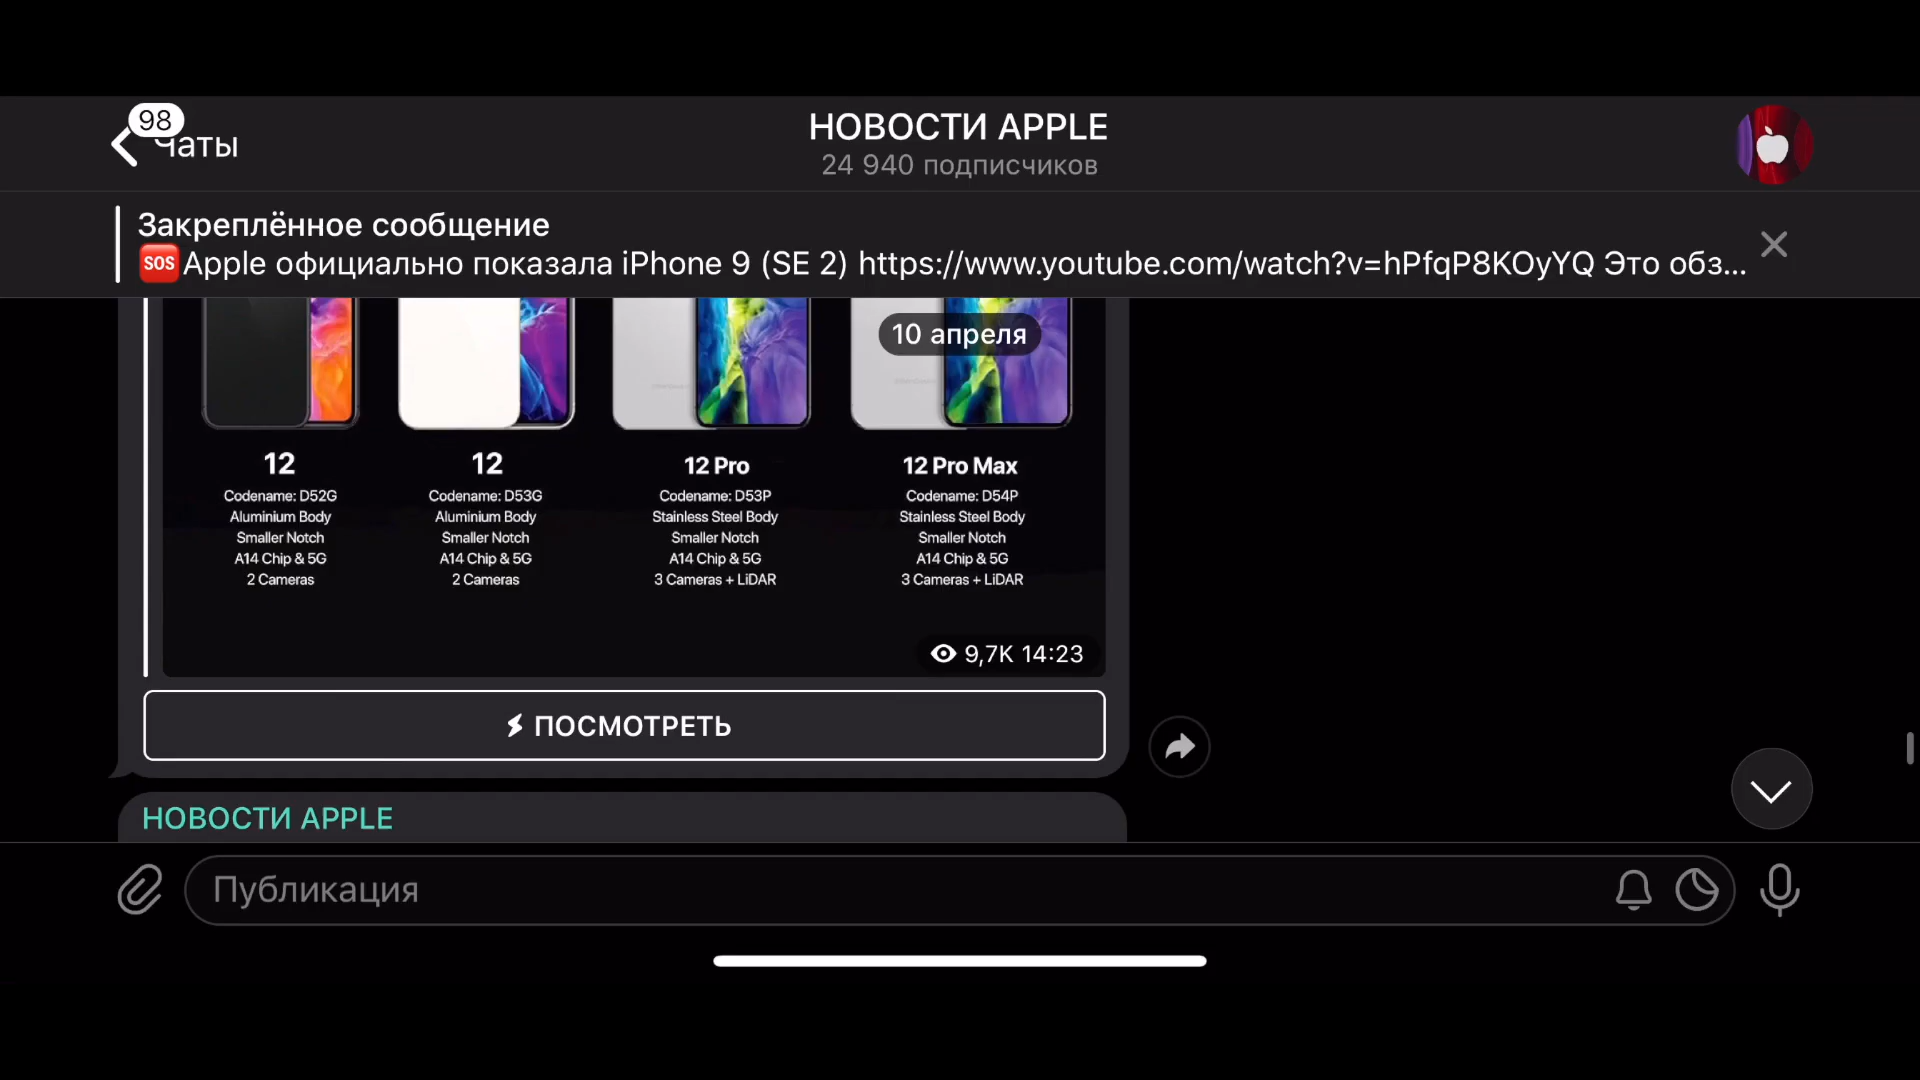 98
Чаты
НОВОСТИ APPLE
24 940 подписчиков
Закреплённое сообщение
🆘Apple официально показала iPhone 9 (SE 2) https://www.youtube.com/watch?v=hPfqP8KOyYQ Это обз...
10 апреля
12
Codename: D52G
Aluminium Body
Smaller Notch
A14 Chip & 5G
2 Cameras
12
Codename: D53G
Aluminium Body
Smaller Notch
A14 Chip & 5G
2 Cameras
12 Pro
Codename: D53P
Stainless Steel Body
Smaller Notch
A14 Chip & 5G
3 Cameras + LiDAR
12 Pro Max
Codename: D54P
Stainless Steel Body
Smaller Notch
A14 Chip & 5G
3 Cameras + LiDAR
9,7K 14:23
ПОСМОТРЕТЬ
НОВОСТИ APPLE
Публикация